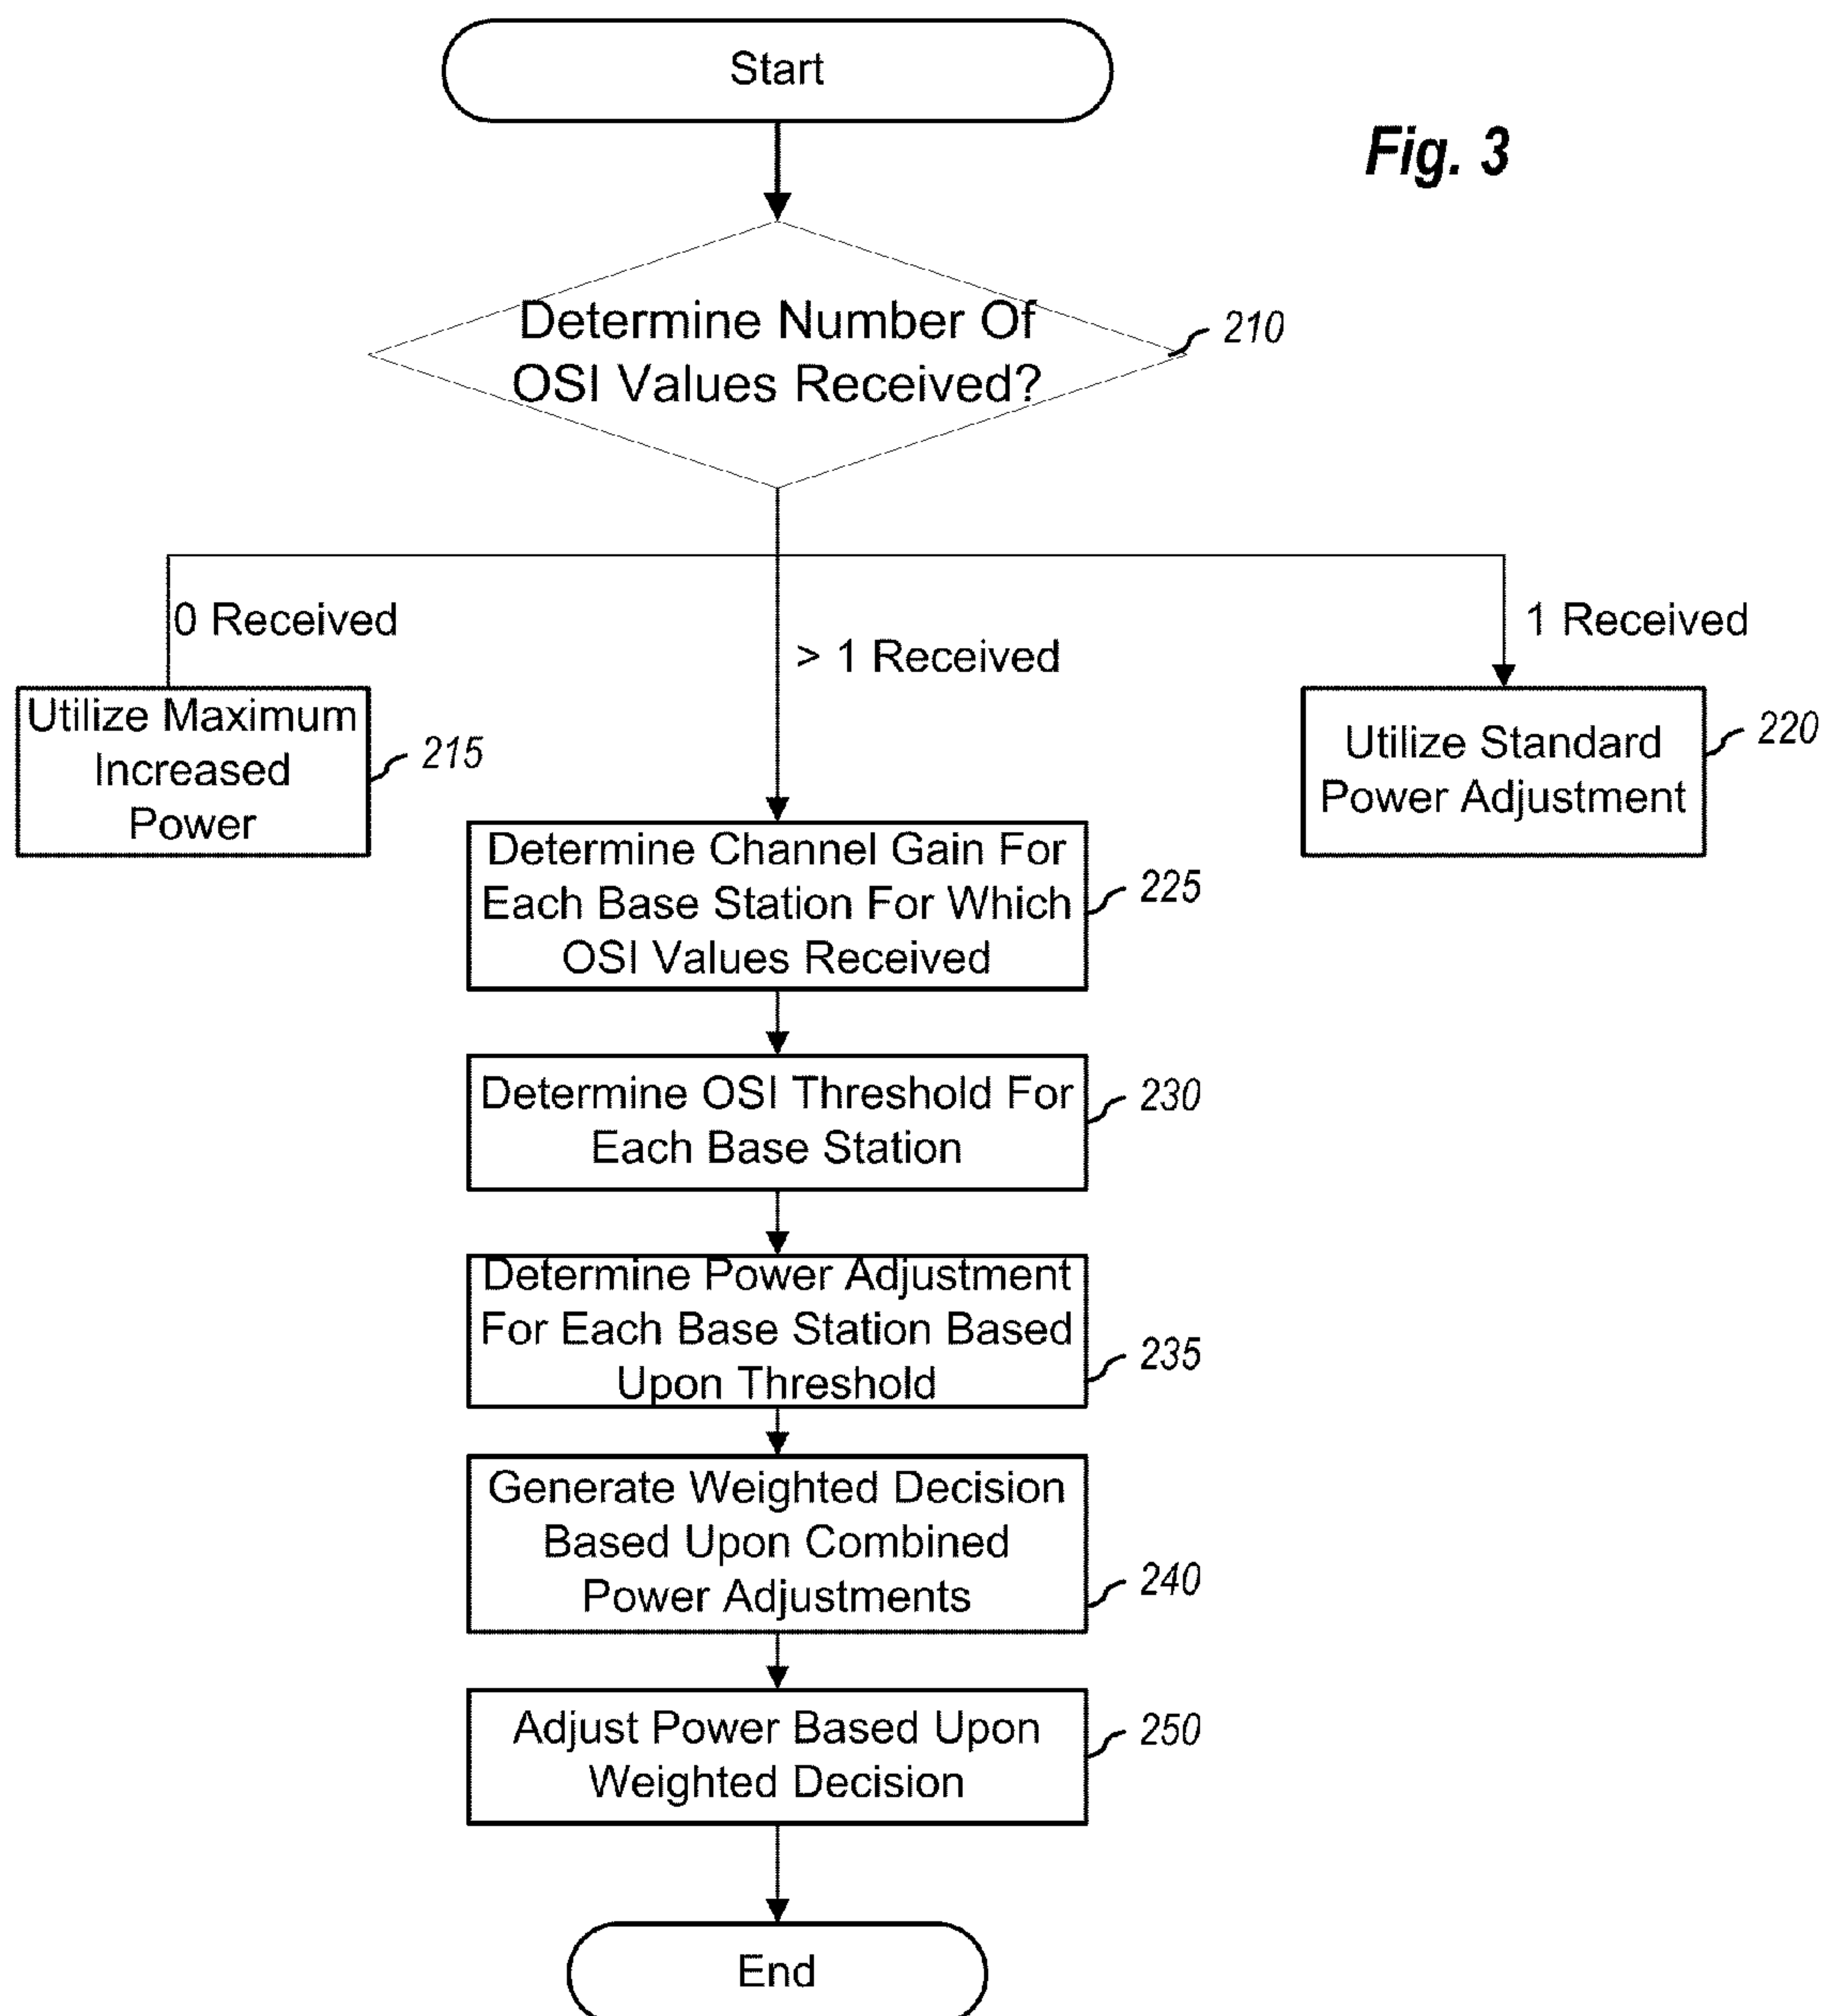 Start
Fig. 3
Determine Number Of
OSI Values Received?
210
0 Received
> 1 Received
1 Received
Utilize Maximum
Increased
Power
215
Utilize Standard
Power Adjustment
220
Determine Channel Gain For
Each Base Station For Which
OSI Values Received
225
Determine OSI Threshold For
Each Base Station
230
Determine Power Adjustment
For Each Base Station Based
Upon Threshold
235
Generate Weighted Decision
Based Upon Combined
Power Adjustments
240
Adjust Power Based Upon
Weighted Decision
250
End